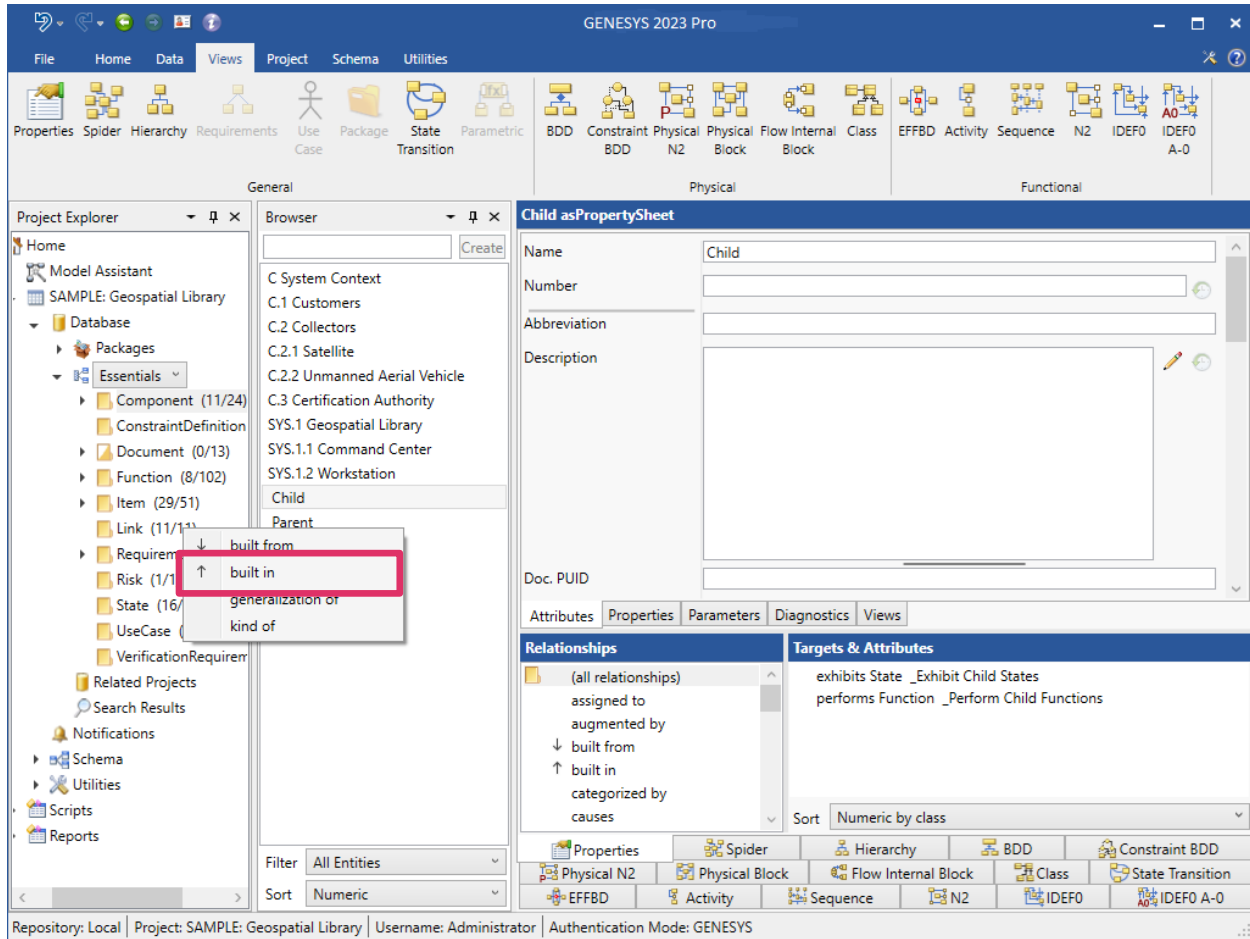 GENESYS 2023 Pro
File Home Data Views Project Schema Utilities
Properties Spider Hierarchy Requirements Use Case Package State Transition Parametric
BDD Constraint BDD Physical N2 Physical Block Flow Internal Block Class
EFFBD Activity Sequence N2 IDEF0 IDEF0 A-0
General Physical Functional
Project Explorer
Home
Model Assistant
SAMPLE: Geospatial Library
Database
Packages
Essentials
Component (11/24)
ConstraintDefinition
Document (0/13)
Function (8/102)
Item (29/51)
Link (11/11)
Requirem
Risk (1/1
State (16/
UseCase (
VerificationRequirem
Related Projects
Search Results
Notifications
Schema
Utilities
Scripts
Reports
Browser
Create
C System Context
C.1 Customers
C.2 Collectors
C.2.1 Satellite
C.2.2 Unmanned Aerial Vehicle
C.3 Certification Authority
SYS.1 Geospatial Library
SYS.1.1 Command Center
SYS.1.2 Workstation
Child
Parent
built from
built in
generalization of
kind of
Filter All Entities
Sort Numeric
Child asPropertySheet
Name Child
Number
Abbreviation
Description
Doc. PUID
Attributes Properties Parameters Diagnostics Views
Relationships
(all relationships)
assigned to
augmented by
built from
built in
categorized by
causes
Targets & Attributes
exhibits State _Exhibit Child States
performs Function _Perform Child Functions
Sort Numeric by class
Properties Spider Hierarchy BDD Constraint BDD
Physical N2 Physical Block Flow Internal Block Class State Transition
EFFBD Activity Sequence N2 IDEF0 IDEF0 A-0
Repository: Local Project: SAMPLE: Geospatial Library Username: Administrator Authentication Mode: GENESYS